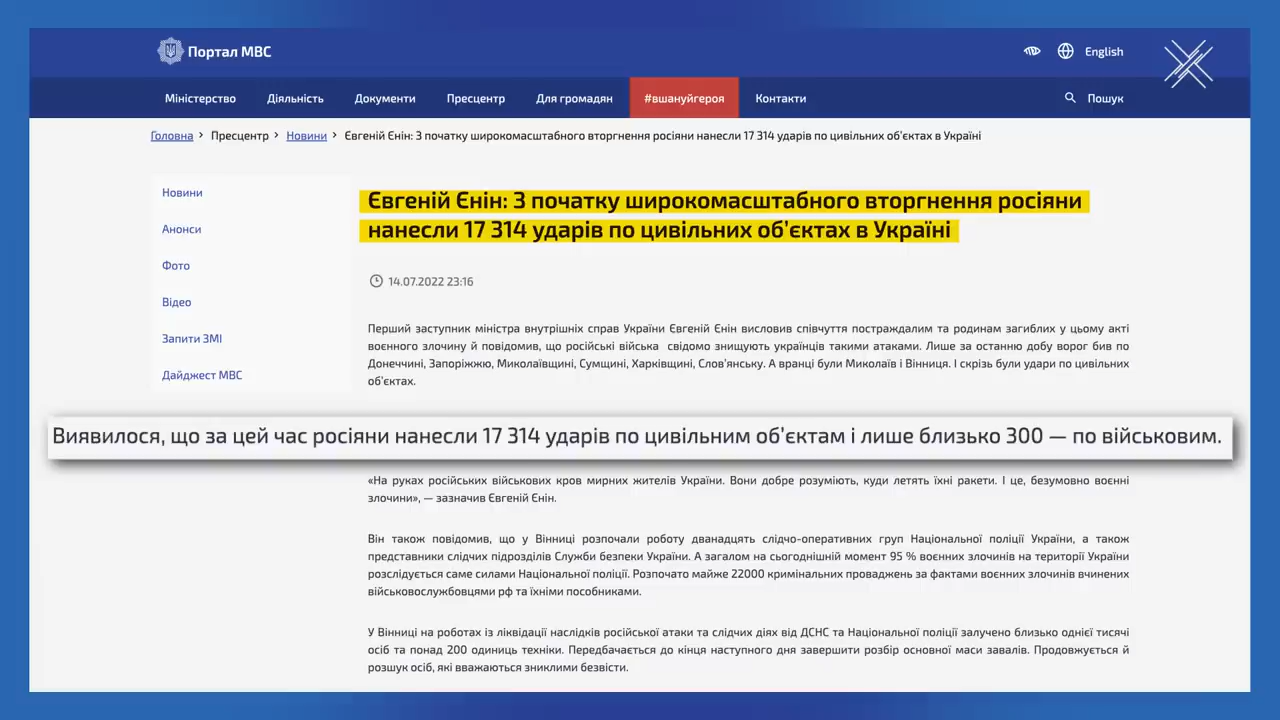 Портал МВС
English
Міністерство
Діяльність
Документи
Пресцентр
Для громадян
#вшануйгероя
Контакти
Пошук
Головна > Пресцентр > Новини > Євгеній Єнін: З початку широкомасштабного вторгнення росіяни нанесли 17 314 ударів по цивільних об'єктах в Україні
Новини
Анонси
Фото
Відео
Запити ЗМІ
Дайджест МВС
Євгеній Єнін: З початку широкомасштабного вторгнення росіяни
нанесли 17 314 ударів по цивільних об'єктах в Україні
14.07.2022 23:16
Перший заступник міністра внутрішніх справ України Євгеній Єнін висловив співчуття постраждалим та родинам загиблих у цьому акті
воєнного злочину й повідомив, що російські війська свідомо знищують українців такими атаками. Лише за останню добу ворог бив по
Донеччині, Запоріжжю, Миколаївщині, Сумщині, Харківщині, Слов'янську. А вранці були Миколаїв і Вінниця. І скрізь були удари по цивільних
об'єктах.
Виявилося, що за цей час росіяни нанесли 17 314 ударів по цивільним об'єктам і лише близько 300 — по військовим.
«На руках російських військових кров мирних жителів України. Вони добре розуміють, куди летять їхні ракети. І це, безумовно воєнні
злочини», — зазначив Євгеній Єнін.
Він також повідомив, що у Вінниці розпочали роботу дванадцять слідчо-оперативних груп Національної поліції України, а також
представники слідчих підрозділів Служби безпеки України. А загалом на сьогоднішній момент 95 % воєнних злочинів на території України
розслідується саме силами Національної поліції. Розпочато майже 22000 кримінальних проваджень за фактами воєнних злочинів вчинених
військовослужбовцями рф та їхніми пособниками.
У Вінниці на роботах із ліквідації наслідків російської атаки та слідчих діях від ДСНС та Національної поліції залучено близько однієї тисячі
осіб та понад 200 одиниць техніки. Передбачається до кінця наступного дня завершити розбір основної маси завалів. Продовжується й
розшук осіб, які вважаються зниклими безвісти.